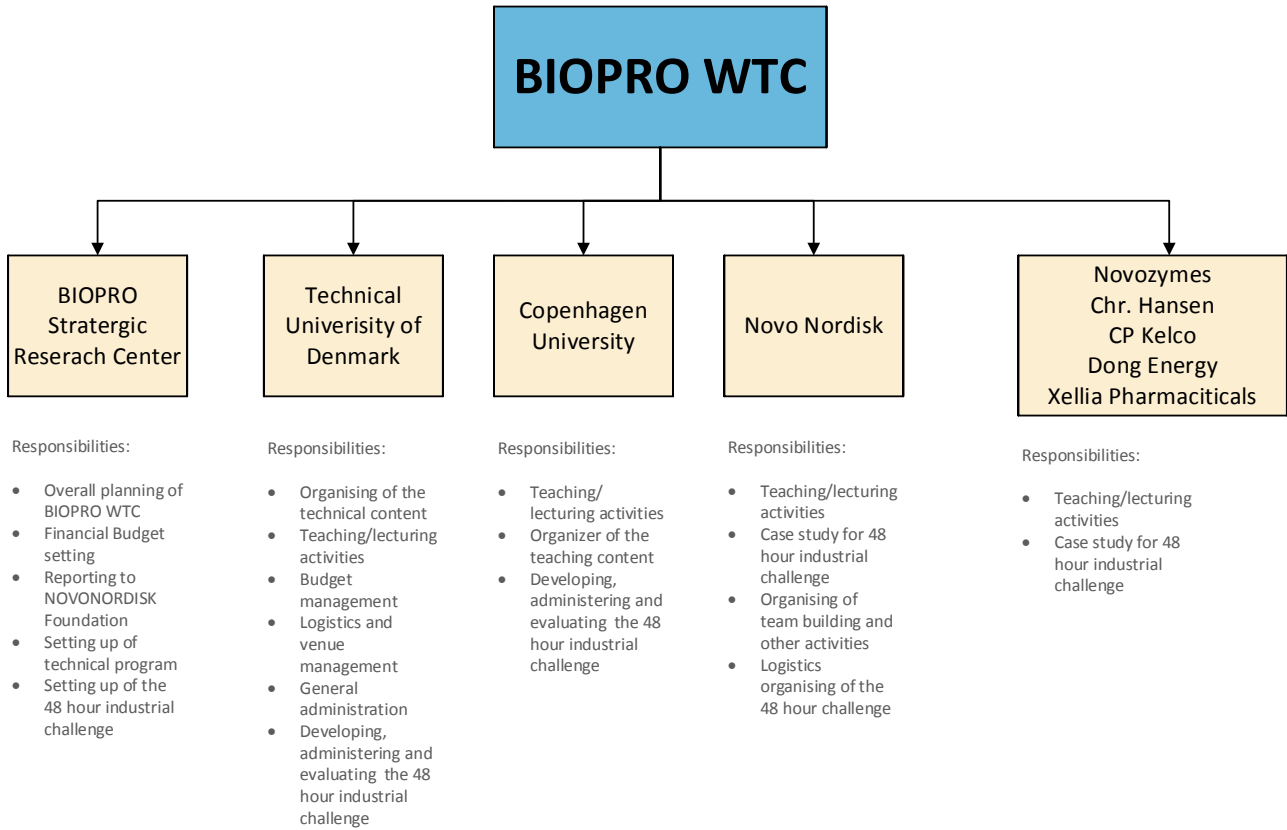 BIOPRO WTC
BIOPRO
Stratergic
Reserach Center
Technical
Univerisity of
Denmark
Copenhagen
University
Novo Nordisk
Novozymes
Chr. Hansen
CP Kelco
Dong Energy
Xellia Pharmaciticals
Responsibilities:
• Overall planning of
BIOPRO WTC
• Financial Budget
setting
• Reporting to
NOVONORDISK
Foundation
• Setting up of
technical program
• Setting up of the
48 hour industrial
challenge
Responsibilities:
• Organising of the
technical content
• Teaching/lecturing
activities
• Budget
management
• Logistics and
venue
management
• General
administration
• Developing,
administering and
evaluating the 48
hour industrial
challenge
Responsibilities:
• Teaching/
lecturing activities
• Organizer of the
teaching content
• Developing,
administering and
evaluating the 48
hour industrial
challenge
Responsibilities:
• Teaching/lecturing
activities
• Case study for 48
hour industrial
challenge
• Organising of
team building and
other activities
• Logistics
organising of the
48 hour challenge
Responsibilities:
• Teaching/lecturing
activities
• Case study for 48
hour industrial
challenge